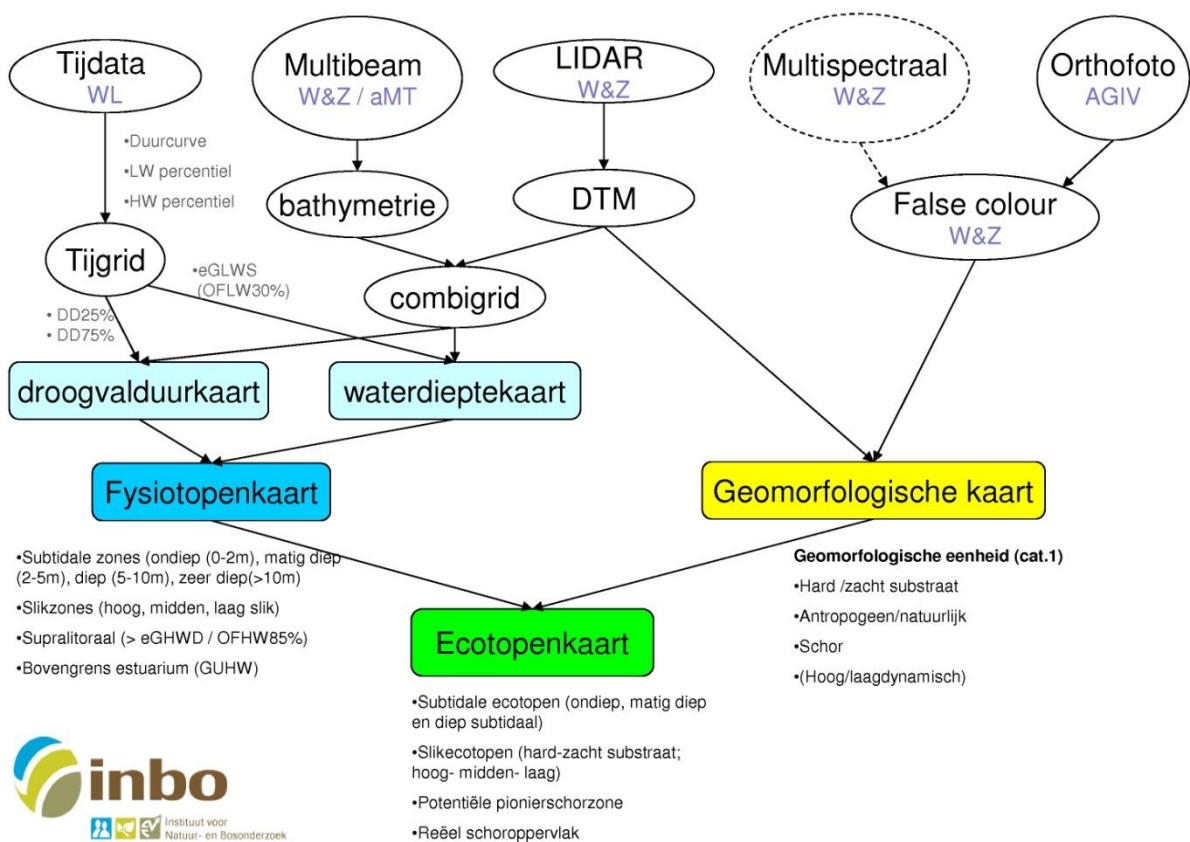 Tijdata
WL
Multibeam
W&Z / aMT
LIDAR
W&Z
Multispectraal
W&Z
Orthofoto
AGIV
•Duurcurve
•LW percentiel
•HW percentiel
bathymetrie
DTM
False colour
W&Z
Tijgrid
•eGLWS
(OFLW30%)
combigrid
• DD25%
• DD75%
droogvalduurkaart
waterdieptekaart
Fysiotopenkaart
Geomorfologische kaart
•Subtidale zones (ondiep (0-2m), matig diep
(2-5m), diep (5-10m), zeer diep(>10m)
•Slikzones (hoog, midden, laag slik)
•Supralitoraal (> eGHWD / OFHW85%)
•Bovengrens estuarium (GUHW)
Geomorfologische eenheid (cat.1)
•Hard /zacht substraat
•Antropogeen/natuurlijk
•Schor
•(Hoog/laagdynamisch)
Ecotopenkaart
•Subtidale ecotopen (ondiep, matig diep
en diep subtidaal)
•Slikecotopen (hard-zacht substraat;
hoog- midden- laag)
•Potentiële pionierschorzone
•Reëel schoroppervlak
inbo
Instituut voor
Natuur- en Bosonderzoek